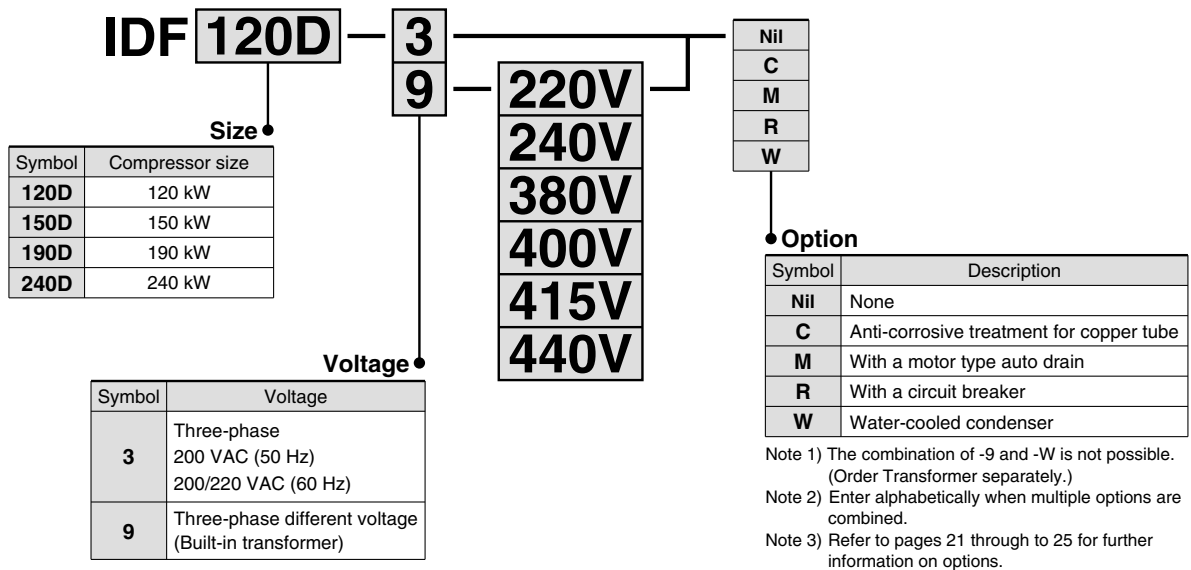 IDF 120D 3
9 220V
240V
380V
400V
415V
440V
Nil
C
M
R
W
Size
Symbol Compressor size
120D 120 kW
150D 150 kW
190D 190 kW
240D 240 kW
Voltage
Symbol Voltage
3 Three-phase
200 VAC (50 Hz)
200/220 VAC (60 Hz)
9 Three-phase different voltage
(Built-in transformer)
Option
Symbol Description
Nil None
C Anti-corrosive treatment for copper tube
M With a motor type auto drain
R With a circuit breaker
W Water-cooled condenser
Note 1) The combination of -9 and -W is not possible.
(Order Transformer separately.)
Note 2) Enter alphabetically when multiple options are
combined.
Note 3) Refer to pages 21 through to 25 for further
information on options.